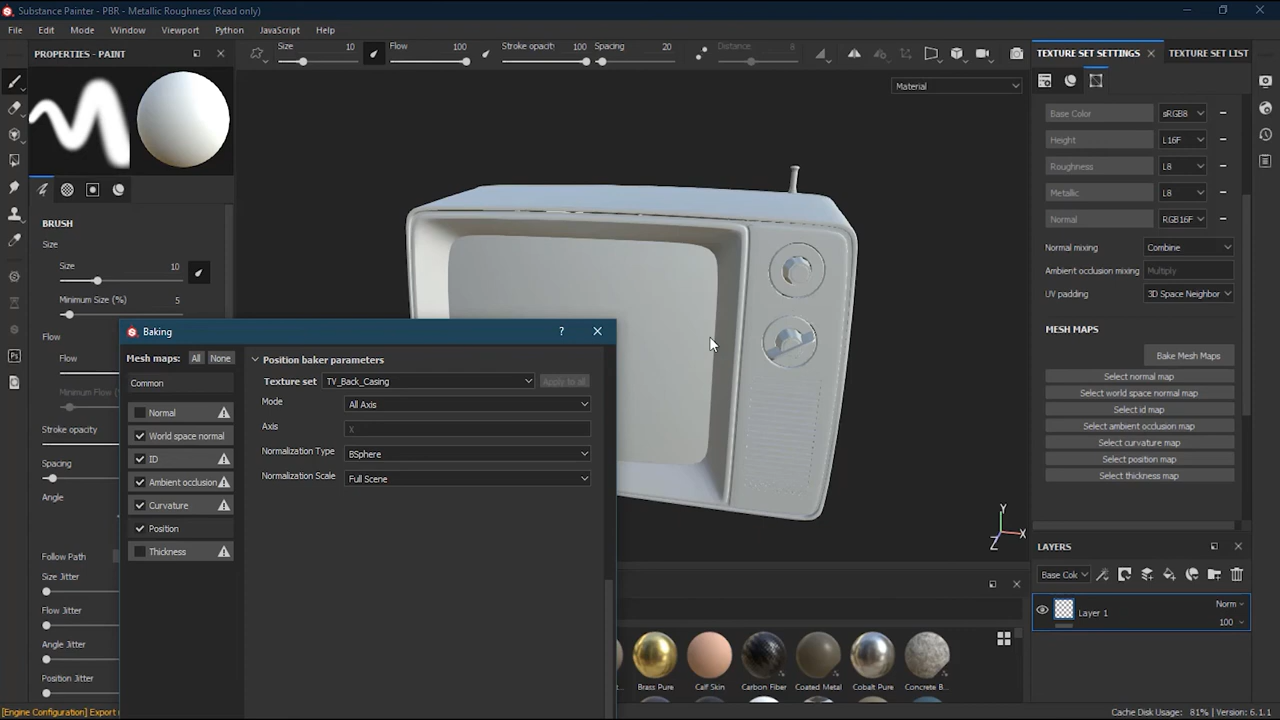 Substance Painter - PBR - Metallic Roughness (Read only)
File Edit Mode Window Viewport Python JavaScript Help
PROPERTIES - PAINT
Size 10
Flow 100
Stroke opacity 100
Spacing 20
Distance 8
Material
TEXTURE SET SETTINGS
TEXTURE SET LIST
BRUSH
Size
Size 10
Minimum Size (%) 5
Flow
Flow
Minimum Flow
Stroke opacity
Spacing
Angle
Follow Path
Size Jitter
Flow Jitter
Angle Jitter
Position Jitter
Baking
?
Mesh maps: All None
Common
Normal
World space normal
ID
Ambient occlusion
Curvature
Position
Thickness
Position baker parameters
Texture set TV_Back_Casing Apply to all
Mode All Axis
Axis X
Normalization Type BSphere
Normalization Scale Full Scene
Base Color sRGB8
Height L16F
Roughness L8
Metallic L8
Normal RGB16F
Normal mixing Combine
Ambient occlusion mixing Multiply
UV padding 3D Space Neighbor
MESH MAPS
Bake Mesh Maps
Select normal map
Select world space normal map
Select id map
Select ambient occlusion map
Select curvature map
Select position map
Select thickness map
Y
X
Z
LAYERS
Base Col
Layer 1
Norm
100
Brass Pure
Calf Skin
Carbon Fiber
Coated Metal
Cobalt Pure
Concrete B...
[Engine Configuration] Export
Cache Disk Usage: 81% | Version: 6.1.1